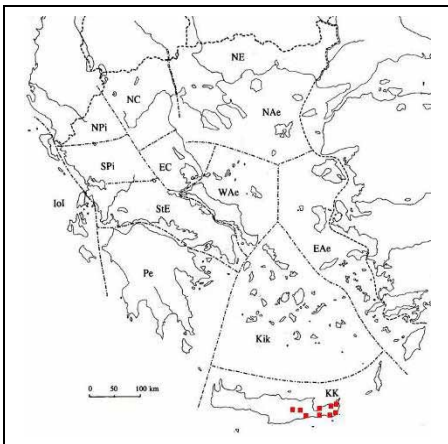 NE
NC
NAe
NPi
SPi
EC
WAe
IoI
StE
EAe
Pe
Kik
KK
0 50 100 km